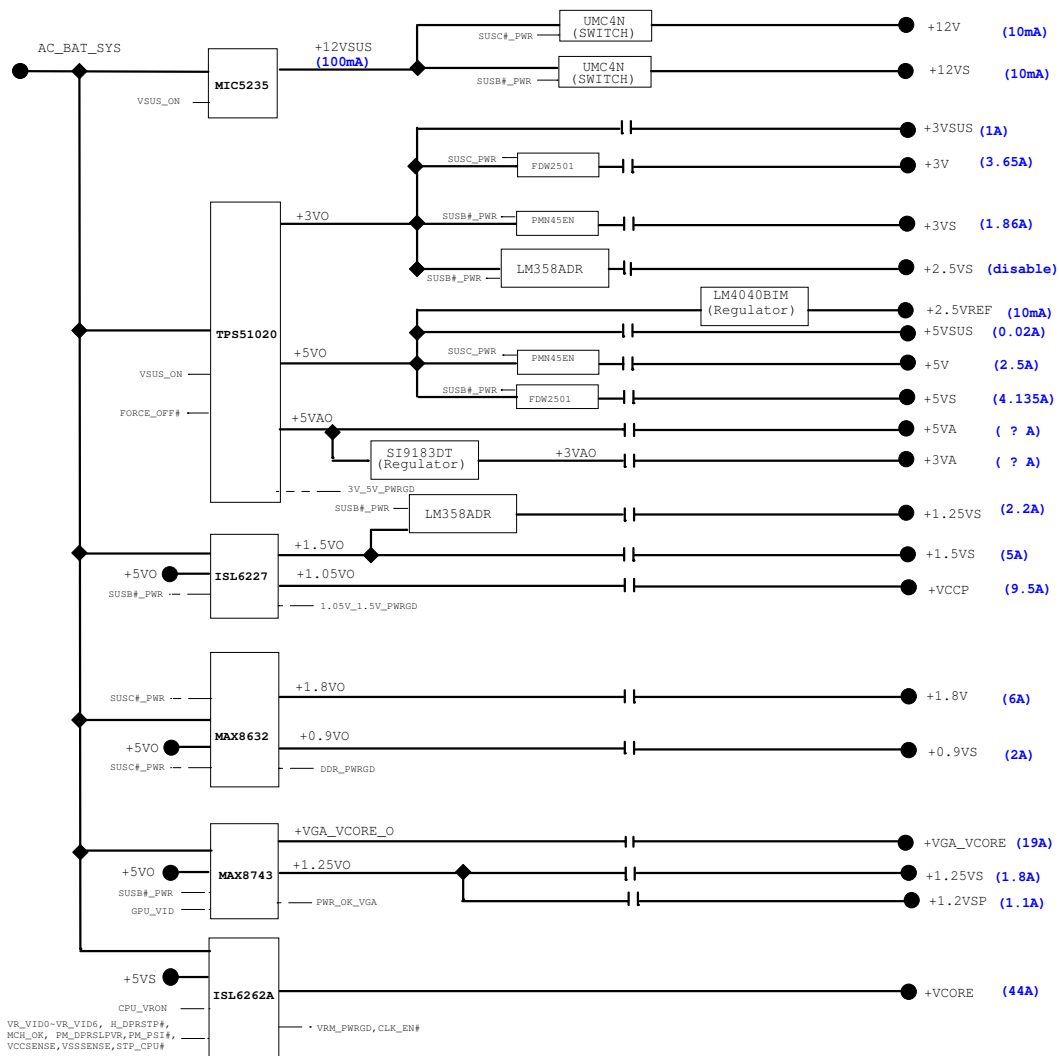 AC_BAT_SYS
MIC5235
VSUS_ON
+12VSUS
(100mA)
SUSC#_PWR
UMC4N
(SWITCH)
+12V
(10mA)
SUSB#_PWR
UMC4N
(SWITCH)
+12VS
(10mA)
+3VSUS (1A)
SUSC_PWR
FDW2501
+3V
(3.65A)
TPS51020
+3VO
SUSB#_PWR
PMN45EN
+3VS
(1.86A)
SUSB#_PWR
LM358ADR
+2.5VS (disable)
LM4040BIM
(Regulator)
+2.5VREF (10mA)
+5VSUS (0.02A)
+5VO
SUSC_PWR
PMN45EN
+5V
(2.5A)
SUSB#_PWR
FDW2501
+5VS
(4.135A)
VSUS_ON
FORCE_OFF#
+5VAO
+5VA
( ? A)
SI9183DT
(Regulator)
+3VAO
+3VA
( ? A)
3V_5V_PWRGD
SUSB#_PWR
LM358ADR
+1.25VS
(2.2A)
ISL6227
+1.5VO
+1.5VS
(5A)
+5VO
SUSB#_PWR
+1.05VO
+VCCP
(9.5A)
1.05V_1.5V_PWRGD
MAX8632
SUSC#_PWR
+1.8VO
+1.8V
(6A)
+5VO
SUSC#_PWR
+0.9VO
+0.9VS
(2A)
DDR_PWRGD
MAX8743
+VGA_VCORE_O
+VGA_VCORE (19A)
+5VO
+1.25VO
+1.25VS
(1.8A)
SUSB#_PWR
GPU_VID
PWR_OK_VGA
+1.2VSP
(1.1A)
ISL6262A
+5VS
CPU_VRON
+VCORE
(44A)
VR_VID0~VR_VID6, H_DPRSTP#,
MCH_OK, PM_DPRSLPVR,PM_PSI#,
VCCSENSE,VSSSENSE,STP_CPU#
VRM_PWRGD,CLK_EN#